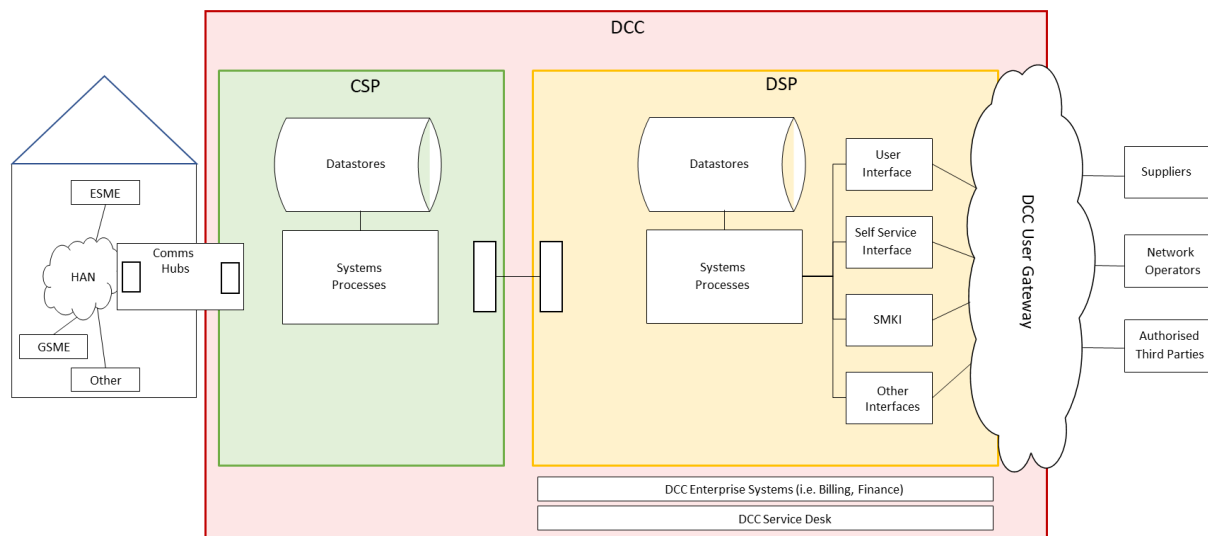 DCC
CSP
DSP
Datastores
Systems
Processes
Datastores
Systems
Processes
User
Interface
Self Service
Interface
SMKI
Other
Interfaces
DCC User Gateway
Suppliers
Network
Operators
Authorised
Third Parties
ESME
HAN
Comms
Hubs
GSME
Other
DCC Enterprise Systems (i.e. Billing, Finance)
DCC Service Desk